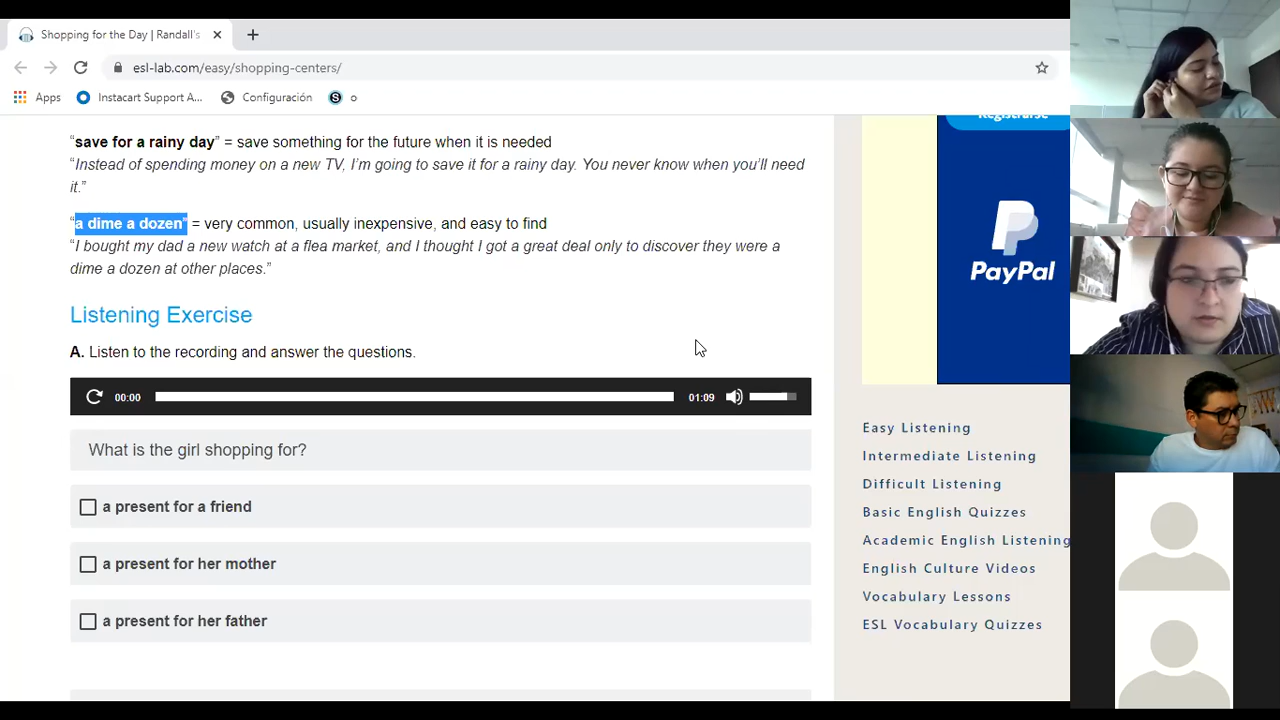 Shopping for the Day | Randall's
esl-lab.com/easy/shopping-centers/
Apps
Instacart Support A...
Configuración
o
"save for a rainy day" = save something for the future when it is needed
"Instead of spending money on a new TV, I'm going to save it for a rainy day. You never know when you'll need
it."
"a dime a dozen" = very common, usually inexpensive, and easy to find
"I bought my dad a new watch at a flea market, and I thought I got a great deal only to discover they were a
dime a dozen at other places."
Listening Exercise
A. Listen to the recording and answer the questions.
00:00
01:09
What is the girl shopping for?
a present for a friend
a present for her mother
a present for her father
Registrarse
PayPal
Easy Listening
Intermediate Listening
Difficult Listening
Basic English Quizzes
Academic English Listening
English Culture Videos
Vocabulary Lessons
ESL Vocabulary Quizzes